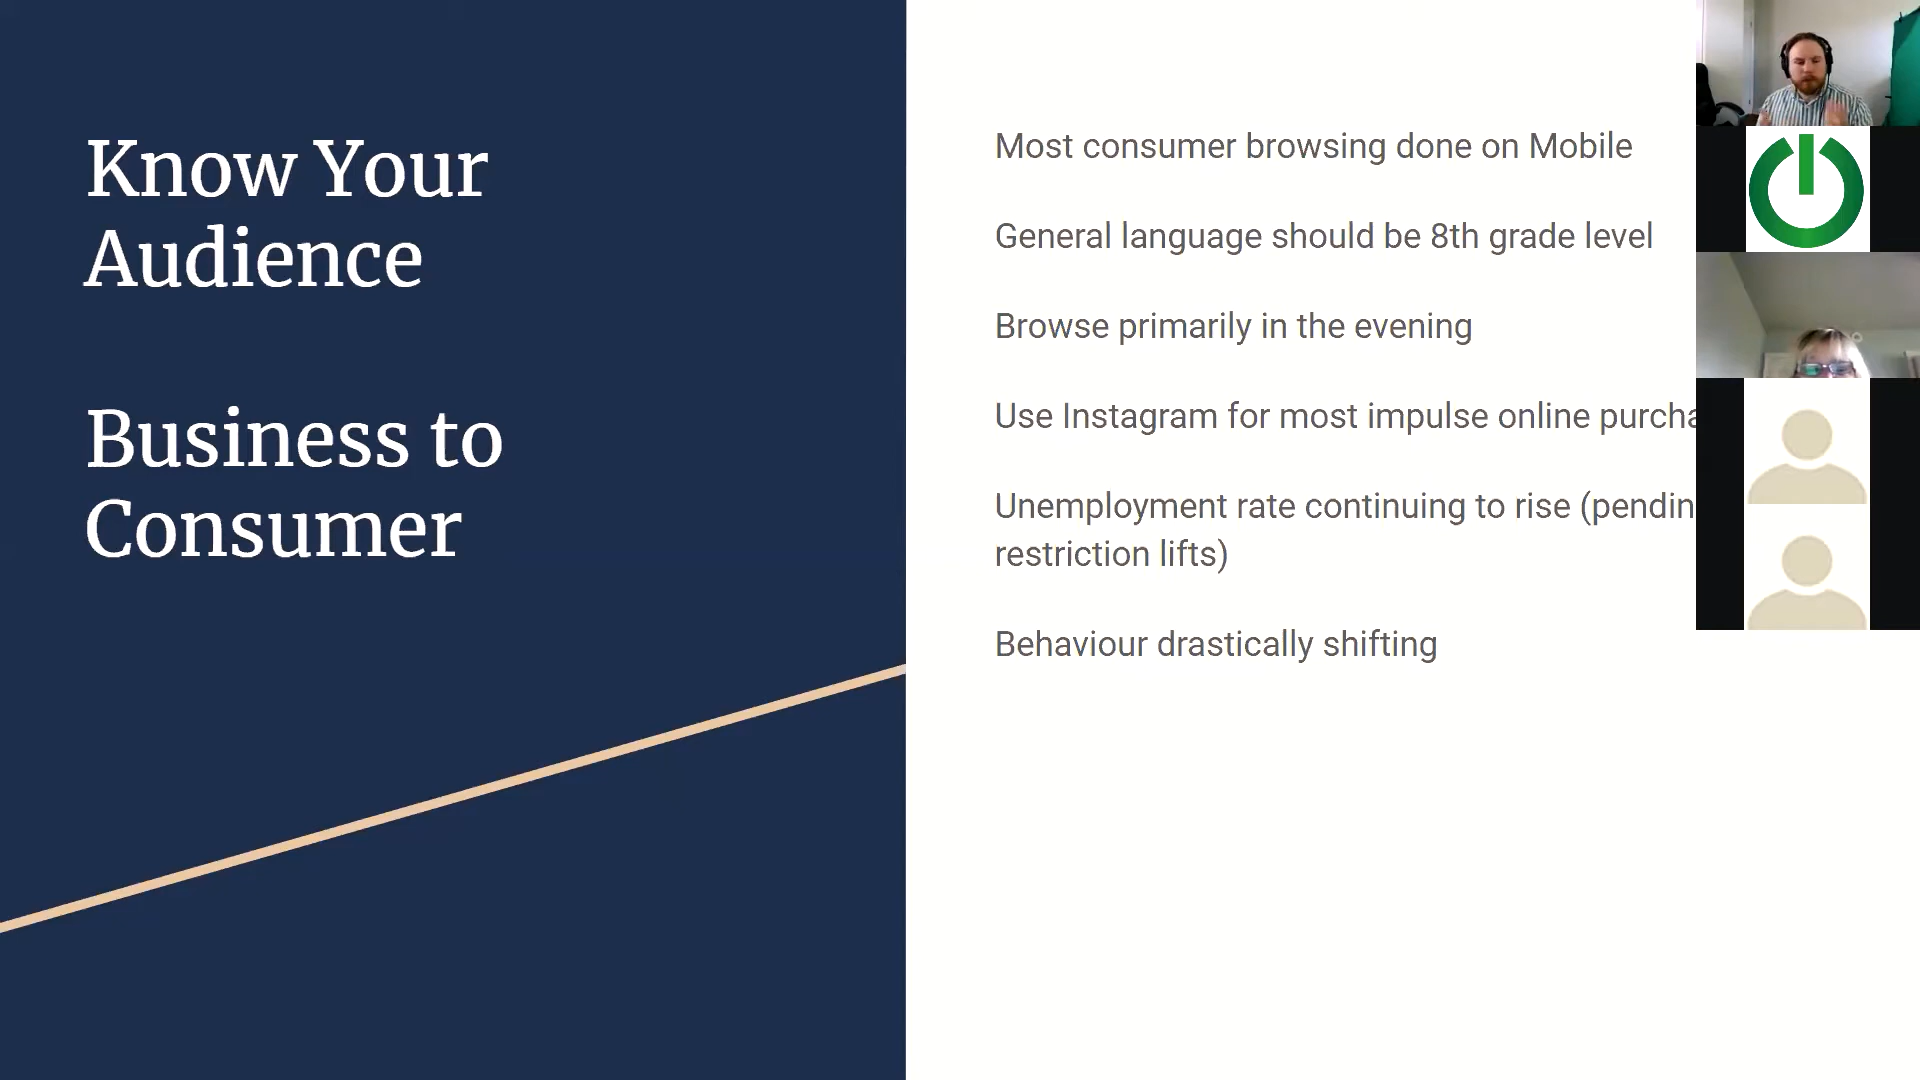 Know Your
Audience
Business to
Consumer
Most consumer browsing done on Mobile
General language should be 8th grade level
Browse primarily in the evening
Use Instagram for most impulse online
Unemployment rate continuing to rise
restriction lifts)
Behaviour drastically shifting